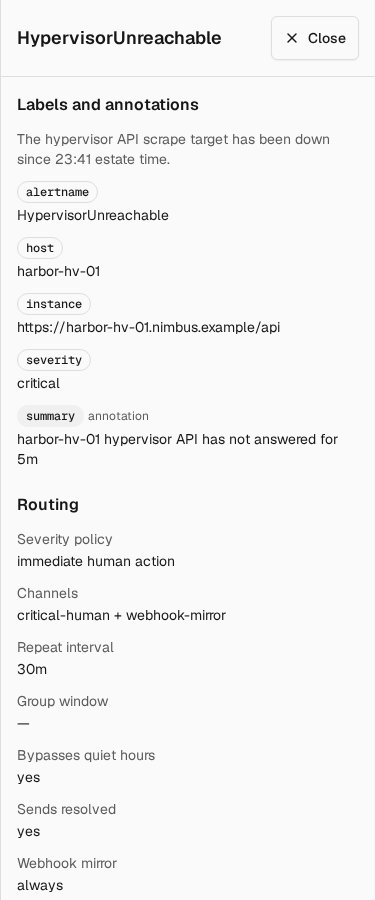 HypervisorUnreachable
Close
Labels and annotations
The hypervisor API scrape target has been down
since 23:41 estate time.
alertname
HypervisorUnreachable
host
harbor-hv-01
instance
https://harbor-hv-01.nimbus.example/api
severity
critical
summary annotation
harbor-hv-01 hypervisor API has not answered for
5m
Routing
Severity policy
immediate human action
Channels
critical-human + webhook-mirror
Repeat interval
30m
Group window
—
Bypasses quiet hours
yes
Sends resolved
yes
Webhook mirror
always